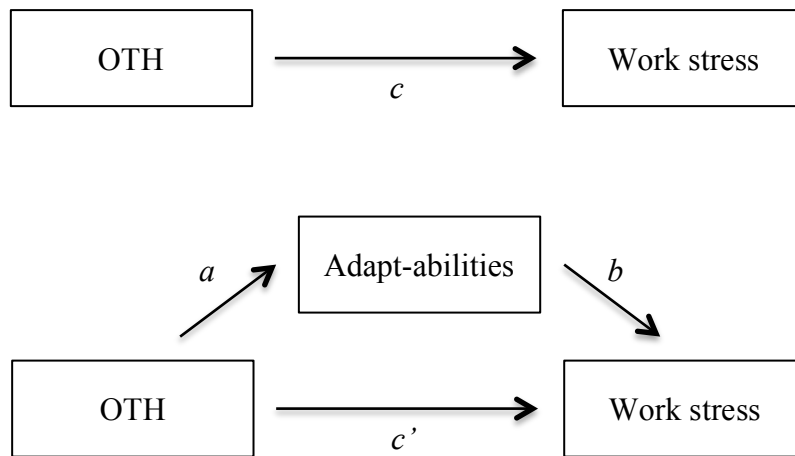 OTH
Work stress
c
Adapt-abilities
a
b
OTH
Work stress
c’